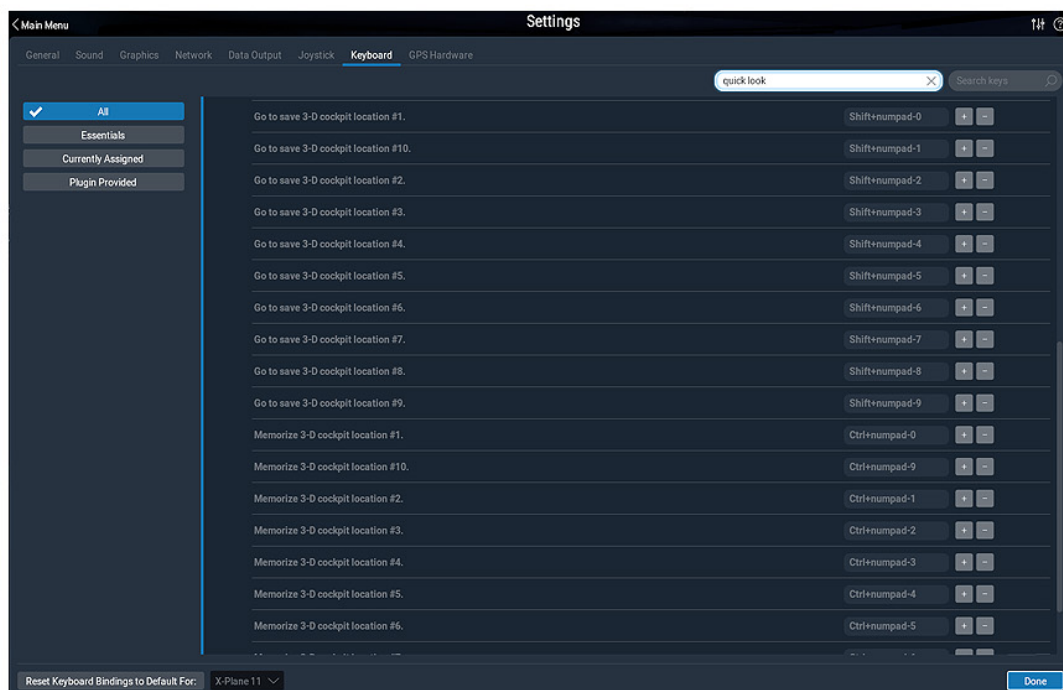 Main Menu
Settings
General Sound Graphics Network Data Output Joystick Keyboard GPS Hardware
quick look
Search keys
All
Essentials
Currently Assigned
Plugin Provided
Go to save 3-D cockpit location #1. Shift+numpad-0 + -
Go to save 3-D cockpit location #10. Shift+numpad-1 + -
Go to save 3-D cockpit location #2. Shift+numpad-2 + -
Go to save 3-D cockpit location #3. Shift+numpad-3 + -
Go to save 3-D cockpit location #4. Shift+numpad-4 + -
Go to save 3-D cockpit location #5. Shift+numpad-5 + -
Go to save 3-D cockpit location #6. Shift+numpad-6 + -
Go to save 3-D cockpit location #7. Shift+numpad-7 + -
Go to save 3-D cockpit location #8. Shift+numpad-8 + -
Go to save 3-D cockpit location #9. Shift+numpad-9 + -
Memorize 3-D cockpit location #1. Ctrl+numpad-0 + -
Memorize 3-D cockpit location #10. Ctrl+numpad-9 + -
Memorize 3-D cockpit location #2. Ctrl+numpad-1 + -
Memorize 3-D cockpit location #3. Ctrl+numpad-2 + -
Memorize 3-D cockpit location #4. Ctrl+numpad-3 + -
Memorize 3-D cockpit location #5. Ctrl+numpad-4 + -
Memorize 3-D cockpit location #6. Ctrl+numpad-5 + -
Reset Keyboard Bindings to Default For: X-Plane 11
Done